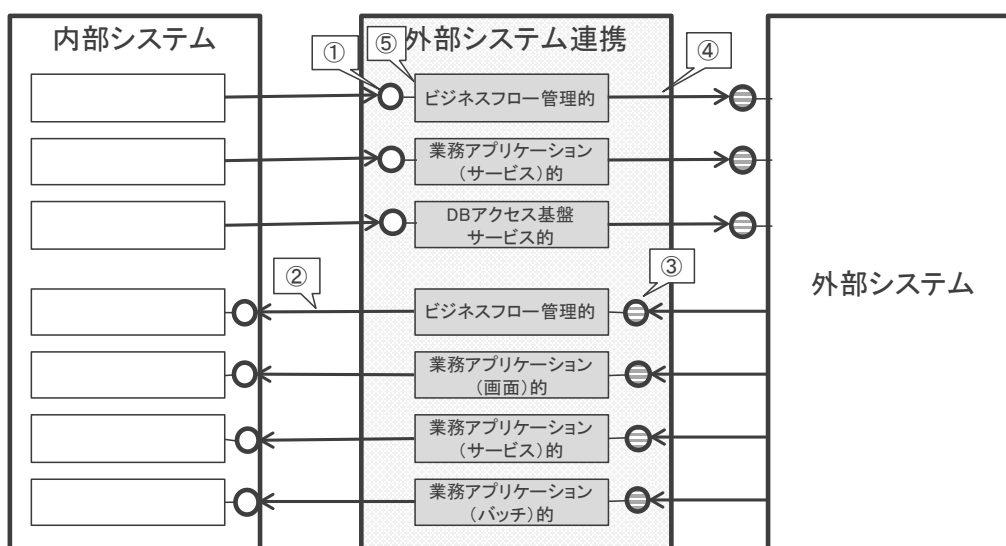 内部システム
外部システム連携
①
⑤
④
ビジネスフロー管理的
業務アプリケーション
(サービス)的
DBアクセス基盤
サービス的
②
③
ビジネスフロー管理的
業務アプリケーション
(画面)的
業務アプリケーション
(サービス)的
業務アプリケーション
(バッチ)的
外部システム